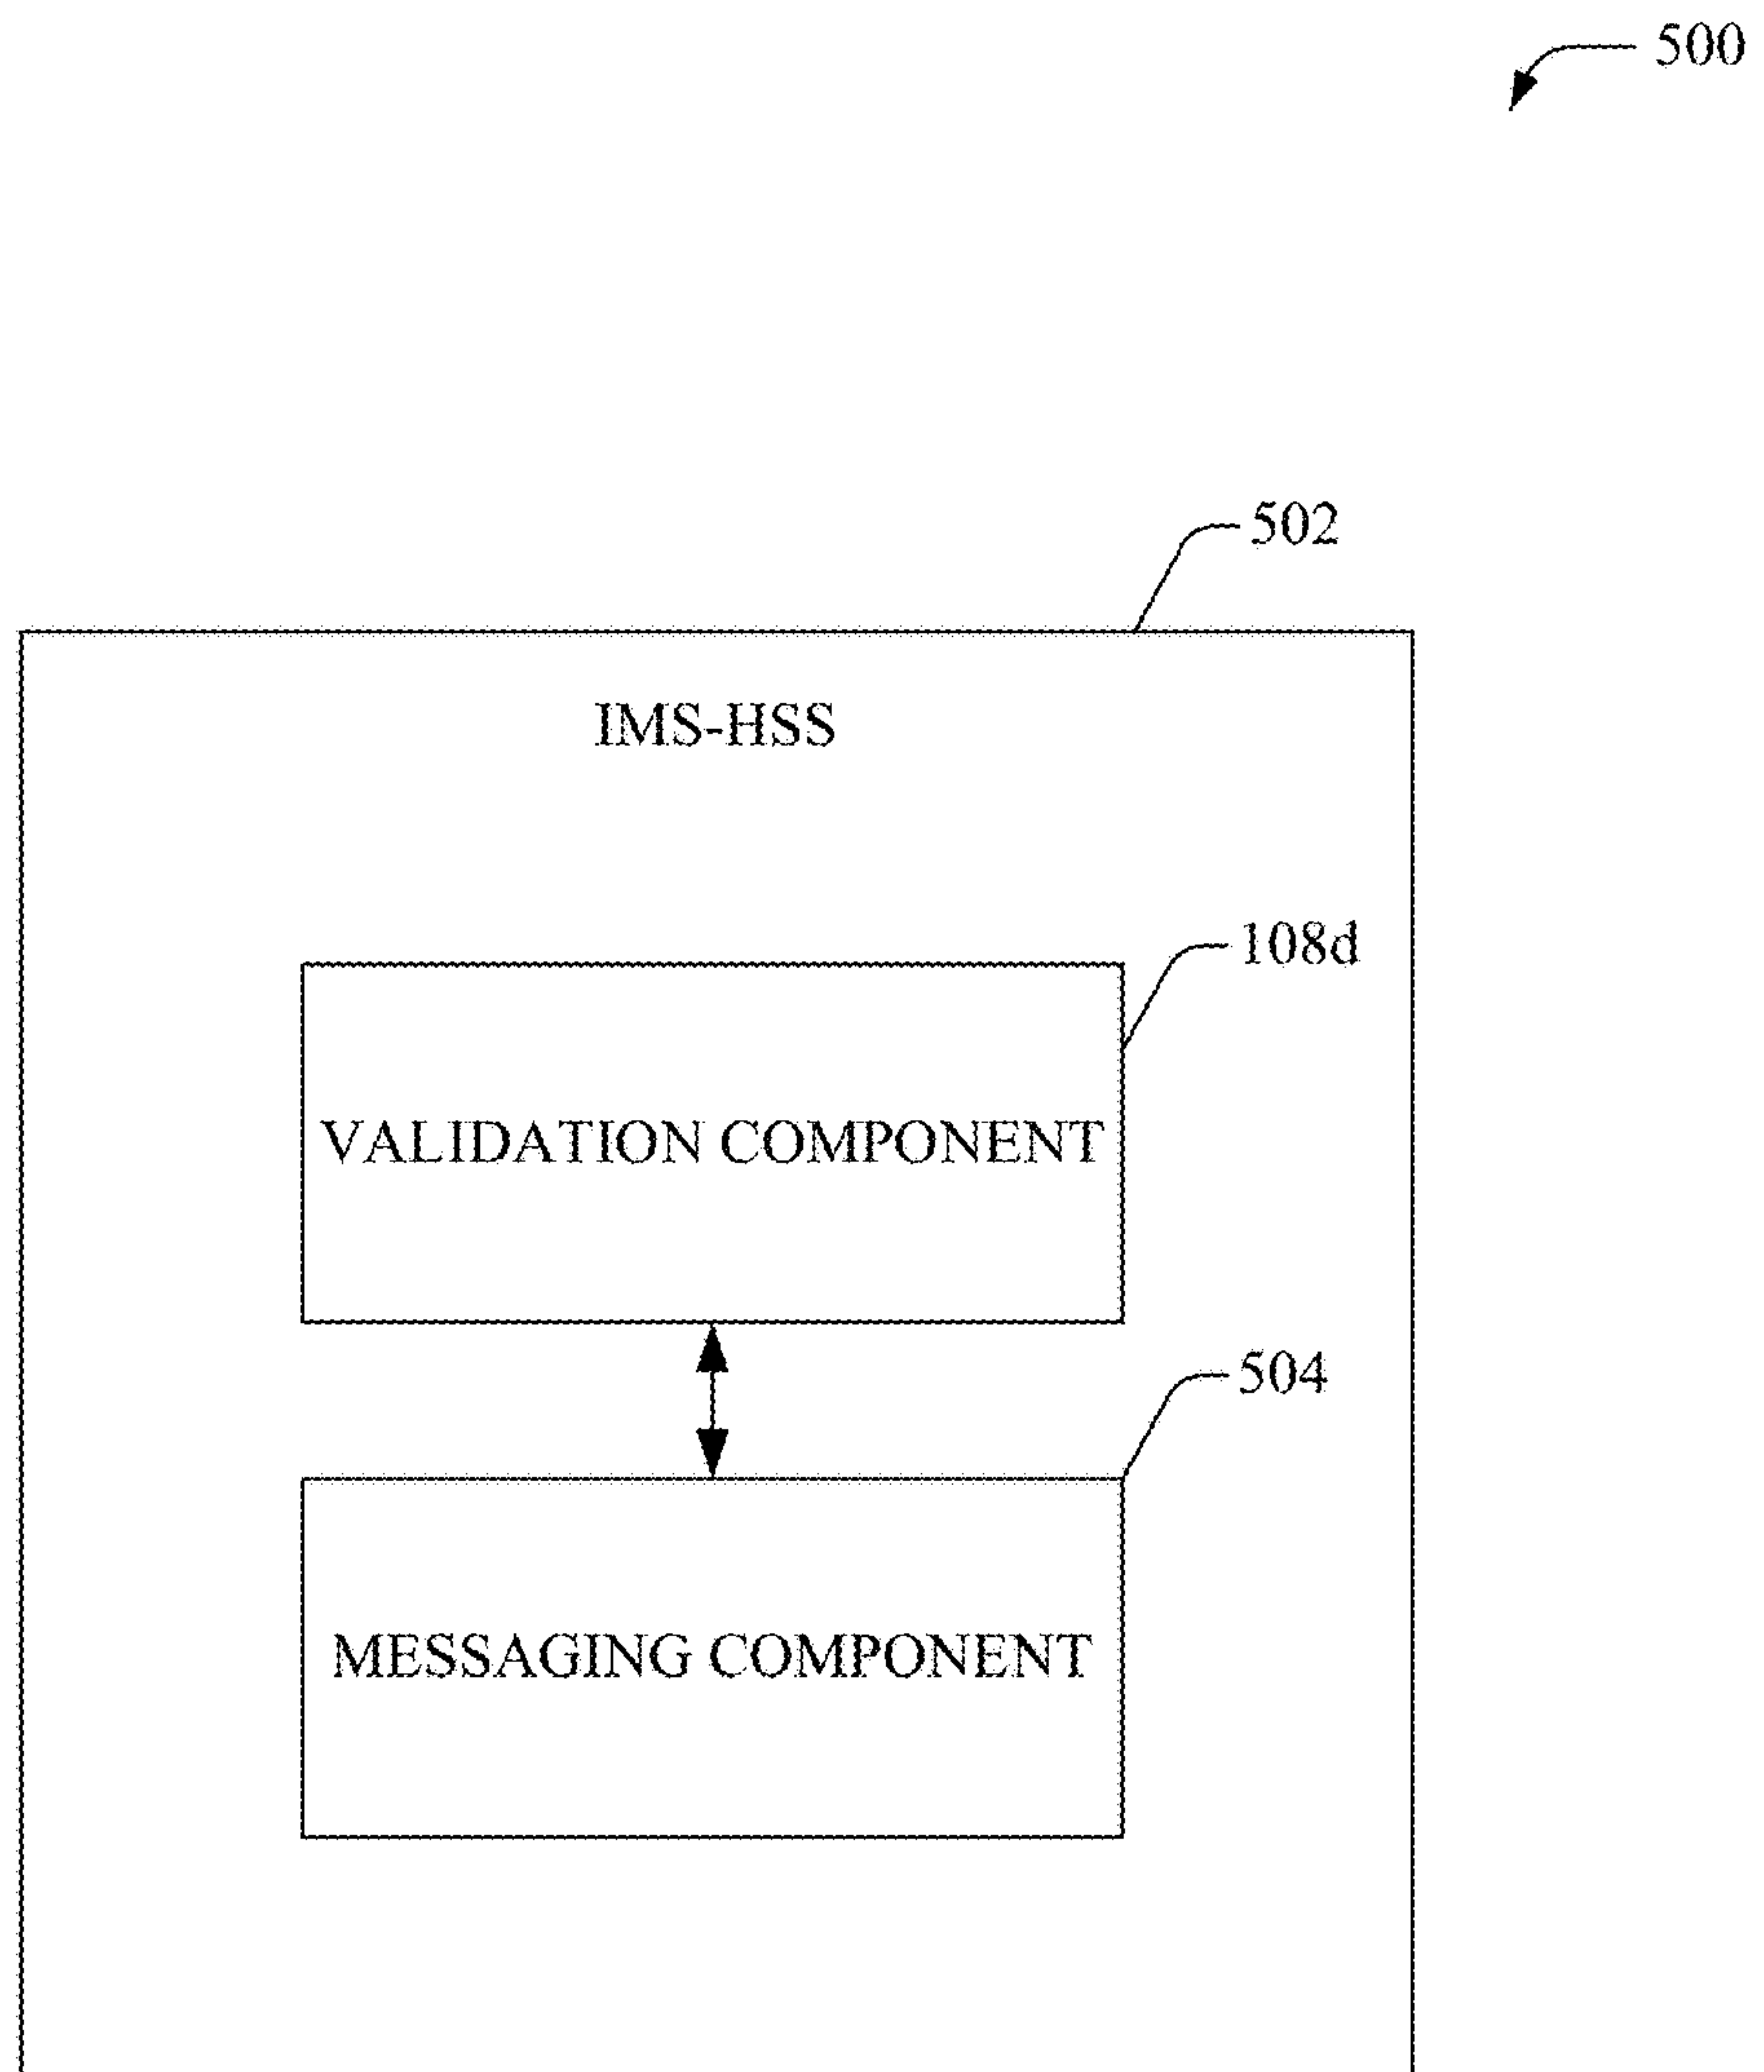 500
502
IMS-HSS
108d
VALIDATION COMPONENT
504
MESSAGING COMPONENT